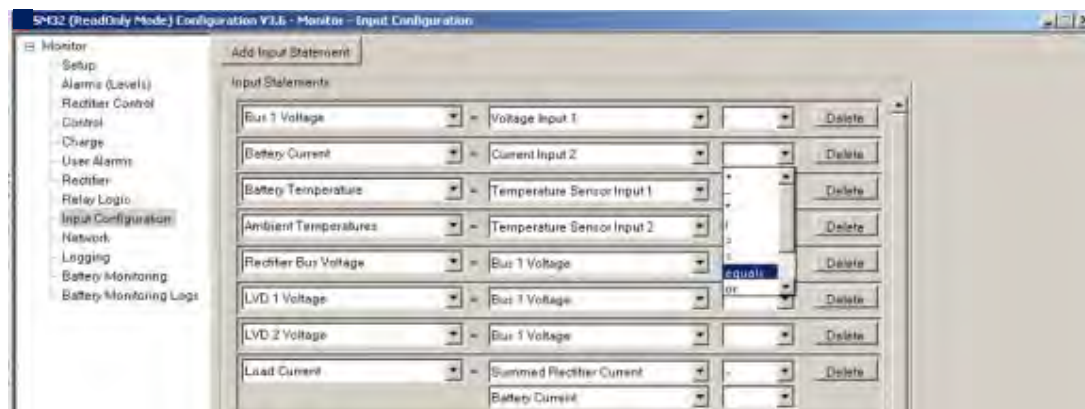 SM32 (ReadOnly Mode) Configuration V3.6 - Monitor - Input Configuration
Monitor
Setup
Alarms (Levels)
Rectifier Control
Control
Charge
User Alarms
Rectifier
Relay Logic
Input Configuration
Network
Logging
Battery Monitoring
Battery Monitoring Logs
Add Input Statement
Input Statements
Bus 1 Voltage = Voltage Input 1 Delete
Battery Current = Current Input 2 Delete
Battery Temperature = Temperature Sensor Input 1 Delete
Ambient Temperatures = Temperature Sensor Input 2 Delete
Rectifier Bus Voltage = Bus 1 Voltage Delete
LVD 1 Voltage = Bus 1 Voltage Delete
LVD 2 Voltage = Bus 1 Voltage Delete
Load Current = Summed Rectifier Current - Delete
Battery Current
equals
or